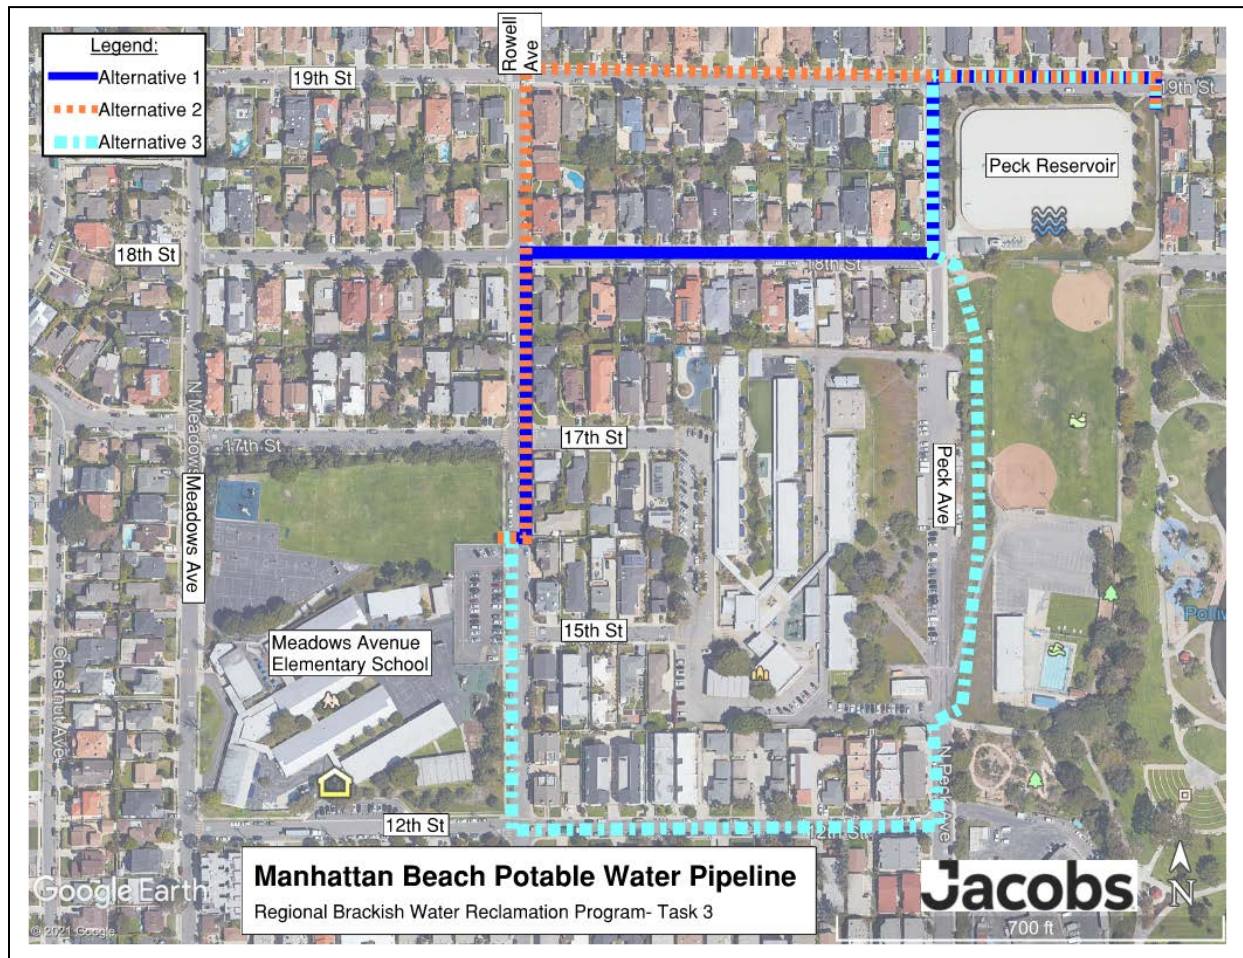 Legend:
Alternative 1
Alternative 2
Alternative 3
Rowell
Ave
19th St
19th St
Peck Reservoir
18th St
18th St
N Meadows
Meadows Ave
17th St
17th St
Peck Ave
Meadows Avenue
Elementary School
15th St
Chestnut Ave
12th St
12th St
N Peck Ave
Manhattan Beach Potable Water Pipeline
Regional Brackish Water Reclamation Program- Task 3
Jacobs
N
700 ft
Google Earth
© 2021 Google